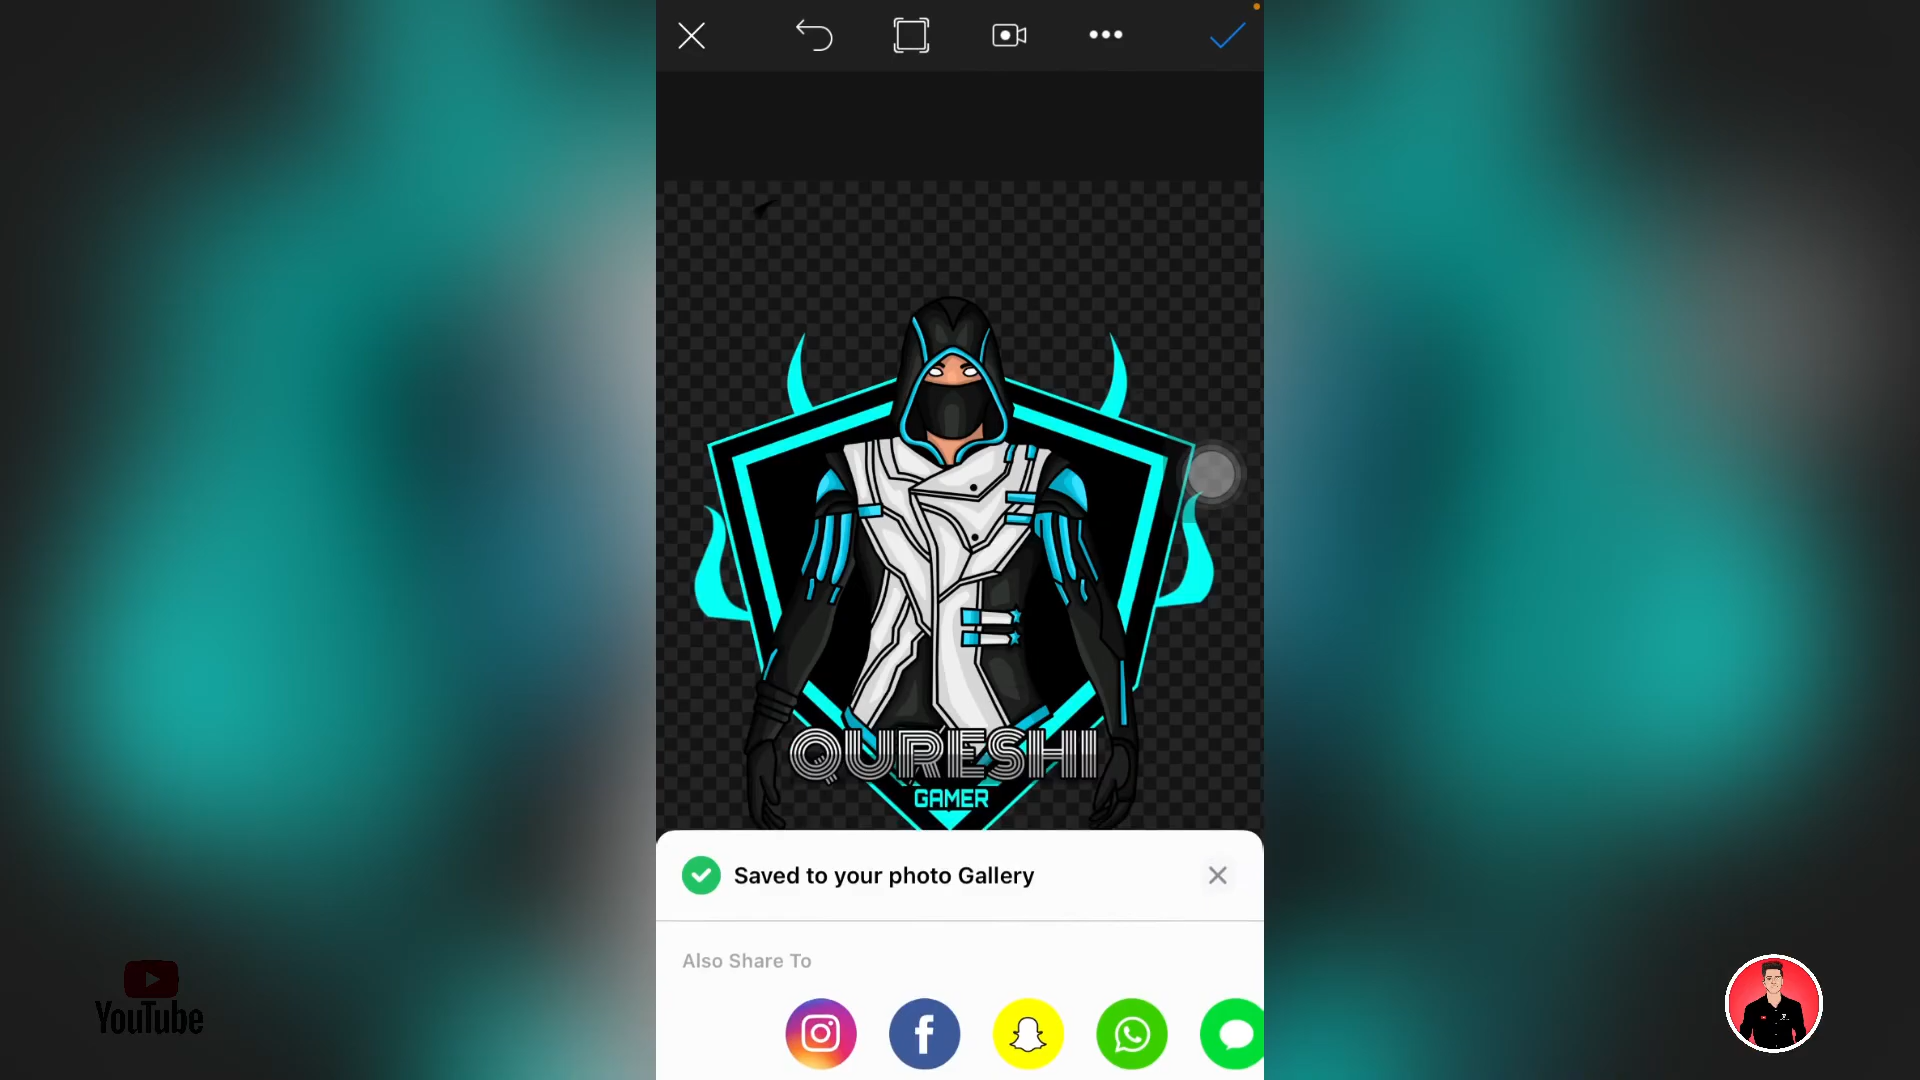 QURESHI
GAMER
Saved to your photo Gallery
Also Share To
YouTube